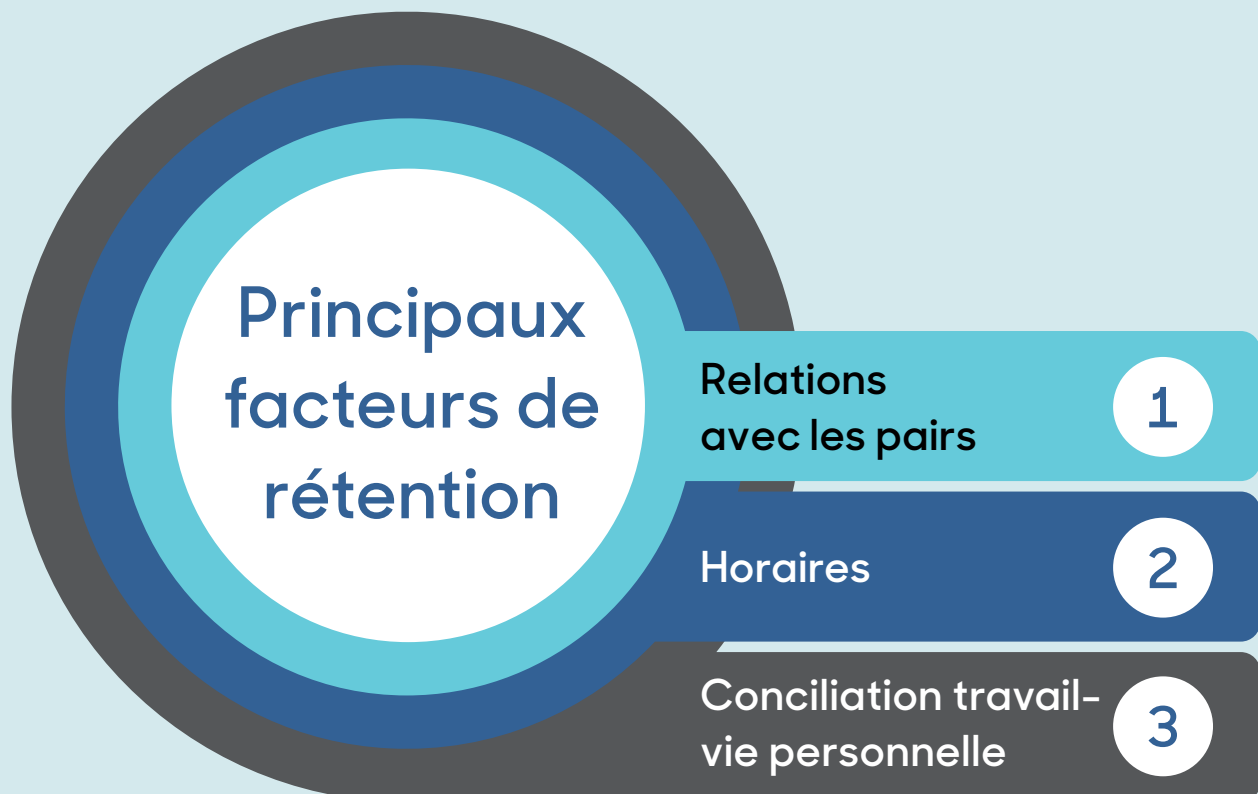 Principaux
facteurs de
rétention
Relations
avec les pairs
1
Horaires
2
Conciliation travail-
vie personnelle
3